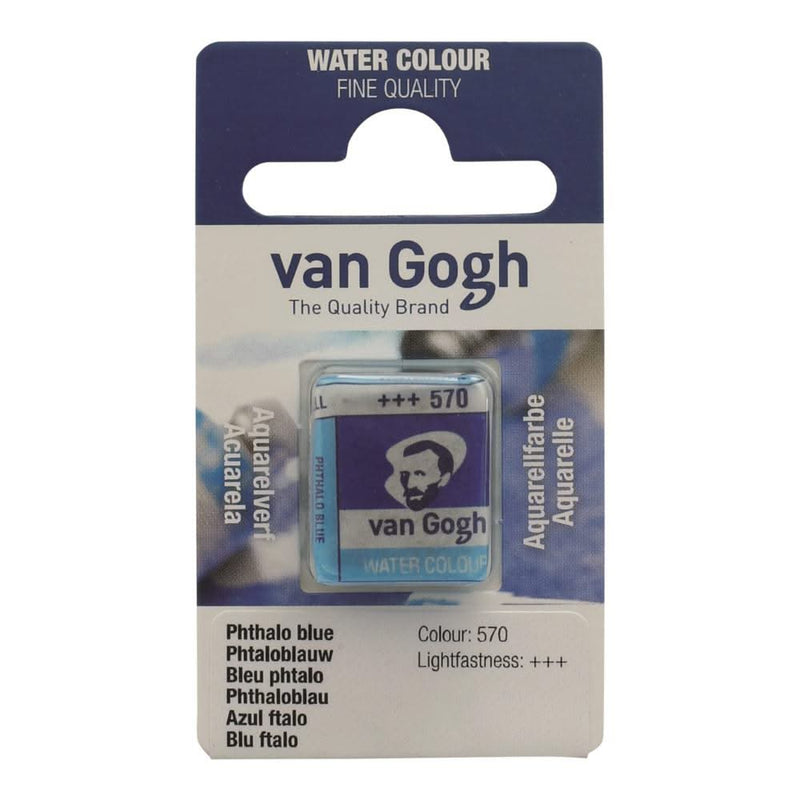 WATER COLOUR
FINE QUALITY
van Gogh
The Quality Brand
Aquarelverf
Acuarela
LL
+++ 570
PHTHALO BLUE
van Gogh
WATER COLOUR
Aquarellfarbe
Aquarelle
Phthalo blue
Phtaloblauw
Bleu phtalo
Phthaloblau
Azul ftalo
Blu ftalo
Colour: 570
Lightfastness: +++